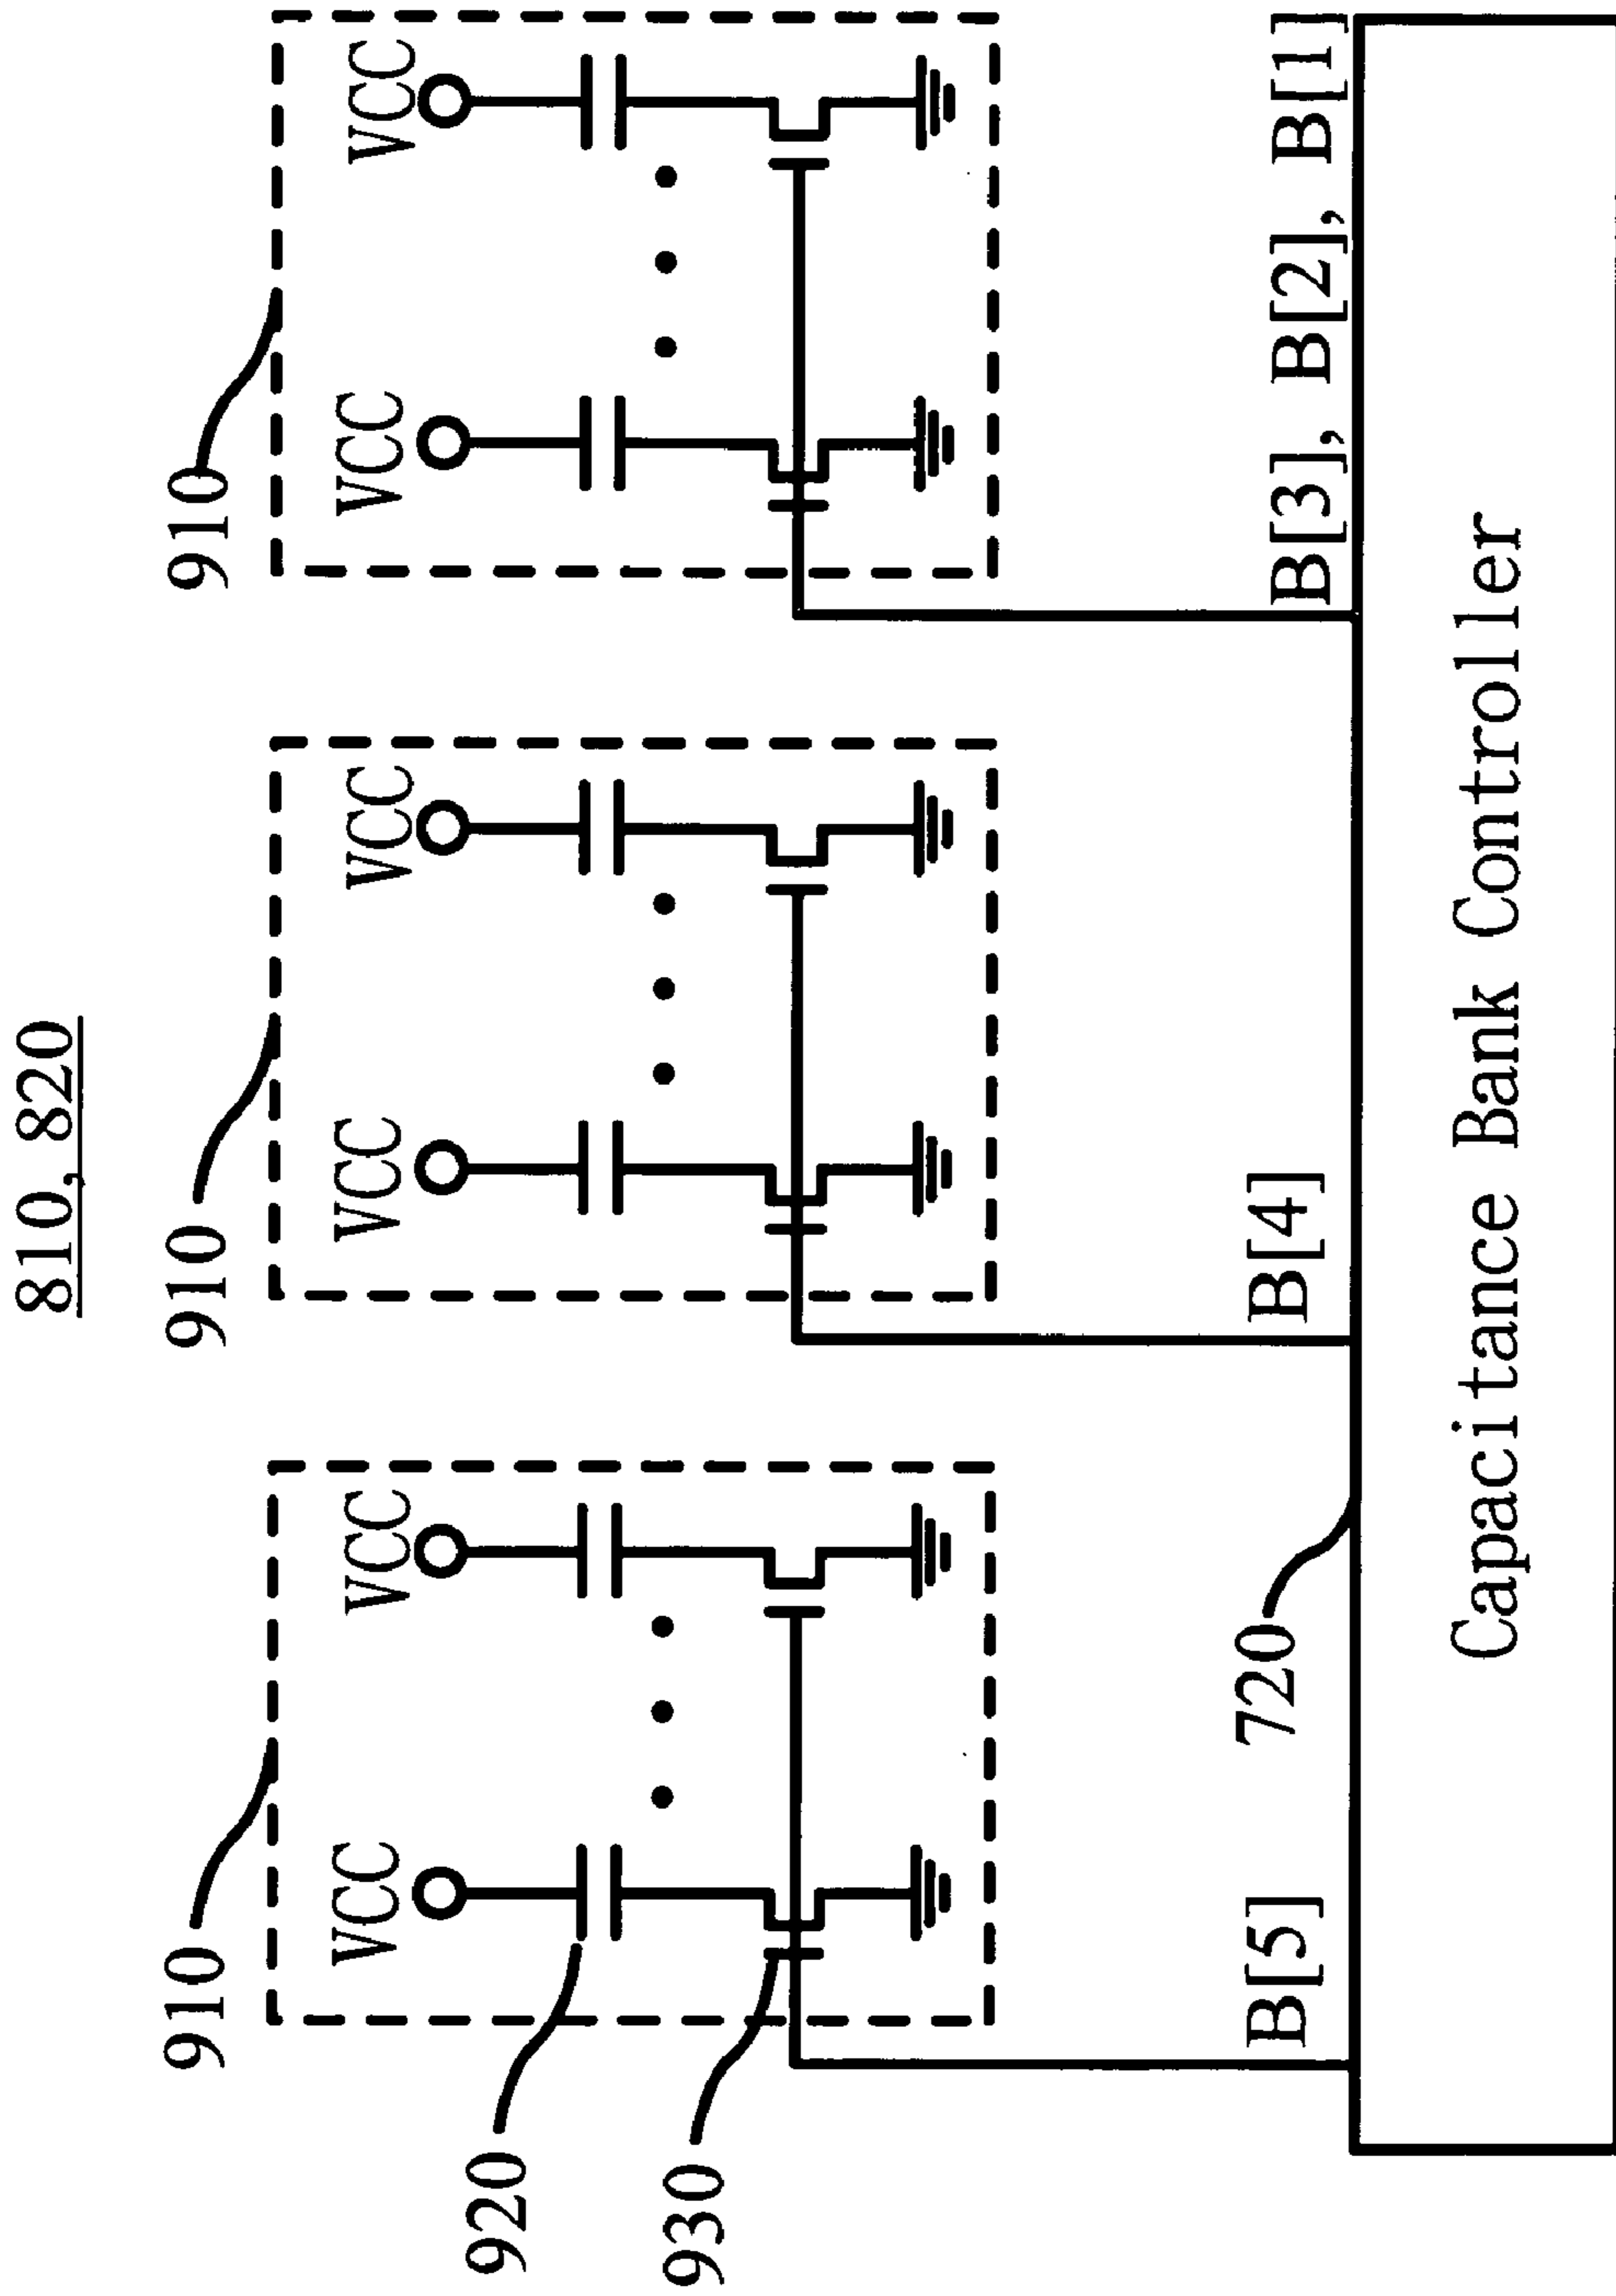 810, 820
910
910
910
VCC
VCC
VCC
VCC
VCC
VCC
920
930
B[5]
720
B[4]
B[3], B[2], B[1]
Capacitance Bank Controller